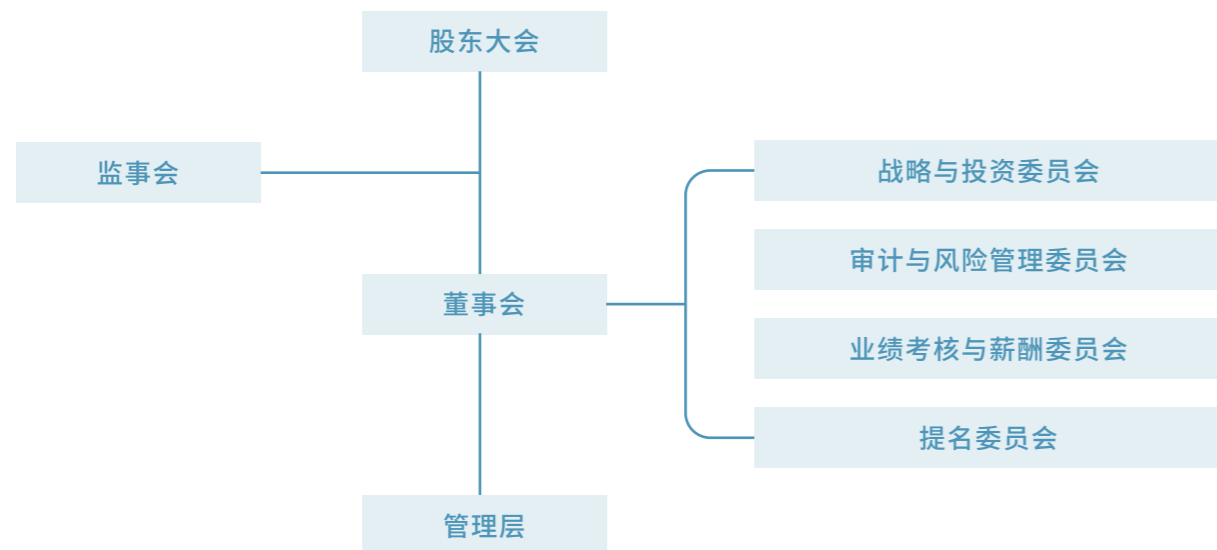 股东大会
监事会
战略与投资委员会
审计与风险管理委员会
董事会
业绩考核与薪酬委员会
提名委员会
管理层